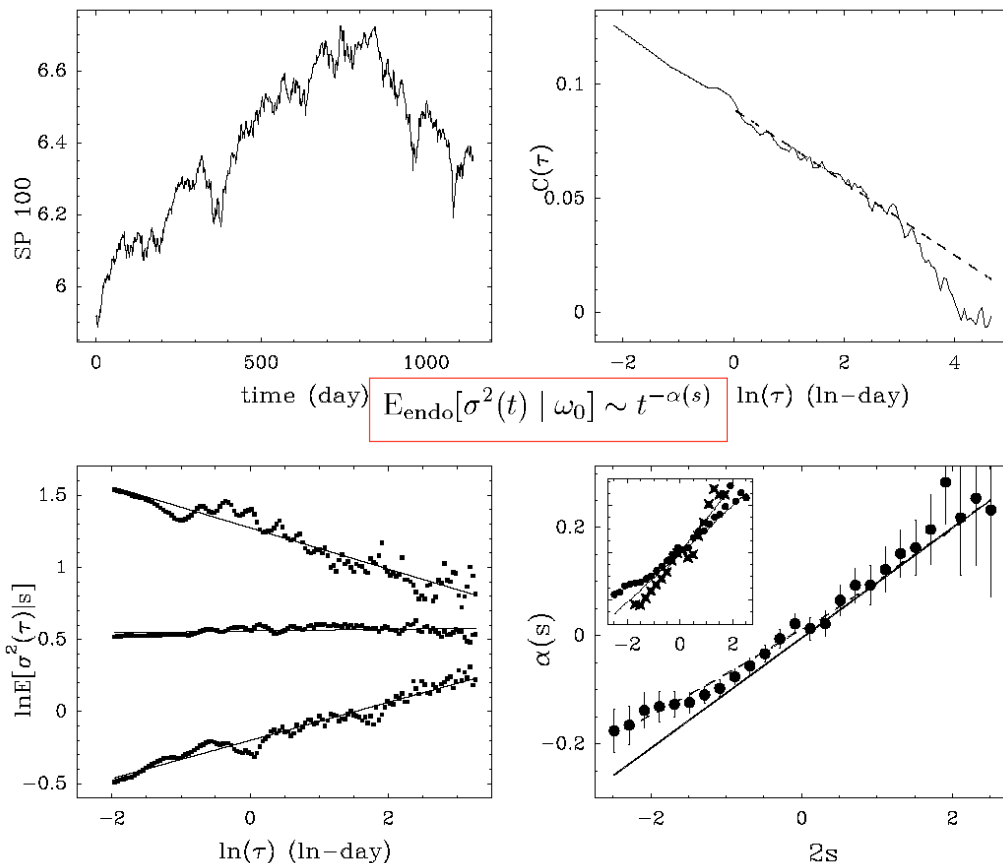 6.6
6.4
6.2
6
SP 100
0 500 1000
time (day)
0.1
0.05
0
C(τ)
−2 0 2 4
ln(τ) (ln−day)
E_endo[σ²(t) | ω₀] ∼ t^{−α(s)}
1.5
1
0.5
0
−0.5
lnE[σ²(τ)|s]
−2 0 2
ln(τ) (ln−day)
−2 0 2
0.2
0
−0.2
α(s)
−2 0 2
2s